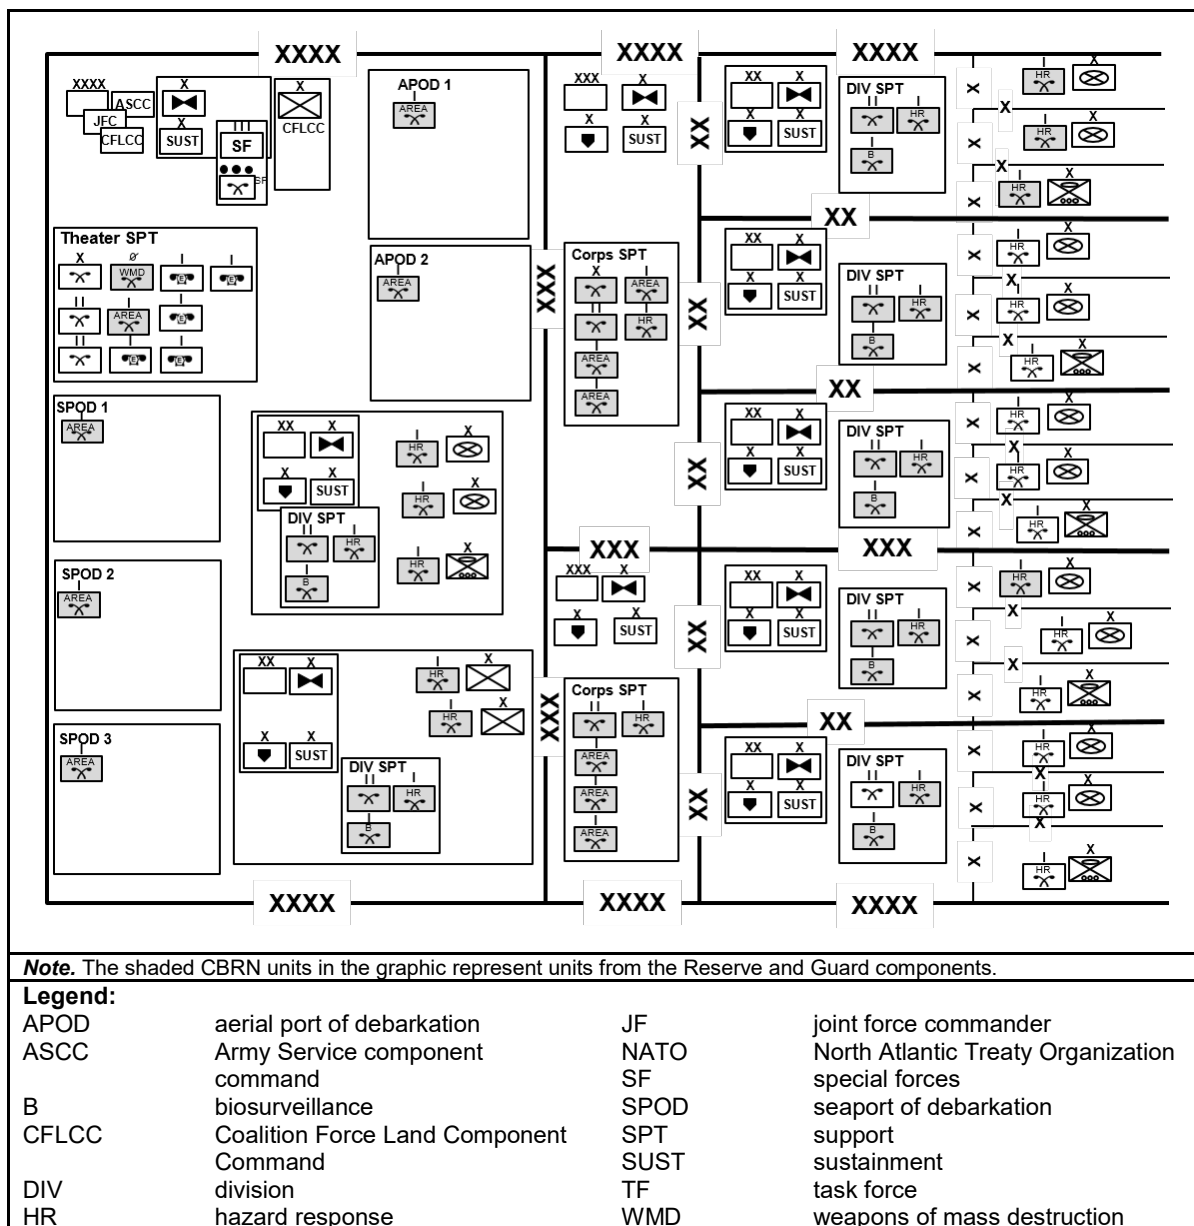 XXXX
XXXX
XXXX
XXXX
ASCC
JFC
CFLCC
X
X
SUST
III
SF
SF
X
CFLCC
APOD 1
I
AREA
APOD 2
I
AREA
Theater SPT
X
WMD
I
E
I
E
II
I
AREA
I
E
II
I
E
I
E
SPOD 1
I
AREA
SPOD 2
I
AREA
SPOD 3
I
AREA
XX
X
X
X
SUST
DIV SPT
II
I
HR
I
B
I
HR
X
I
HR
X
I
HR
X
XX
X
X
X
SUST
DIV SPT
II
I
HR
I
B
I
HR
X
I
HR
X
XXX
XXX
XXX
X
X
X
SUST
Corps SPT
X
I
AREA
II
I
HR
I
AREA
I
AREA
XXX
XXX
X
X
X
SUST
Corps SPT
II
I
HR
I
AREA
I
AREA
I
AREA
XX
XX
XX
XX
XX
XX
X
X
X
SUST
DIV SPT
II
I
HR
I
B
X
X
X
X
X
I
HR
X
I
HR
X
I
HR
X
XX
XX
X
X
X
SUST
DIV SPT
II
I
HR
I
B
X
X
X
X
X
I
HR
X
I
HR
X
I
HR
X
XX
XX
X
X
X
SUST
DIV SPT
II
I
HR
I
B
X
X
X
X
X
I
HR
X
I
HR
X
I
HR
X
XXX
XX
X
X
X
SUST
DIV SPT
II
I
HR
I
B
X
X
X
X
X
I
HR
X
I
HR
X
I
HR
X
XX
XX
X
X
X
SUST
DIV SPT
II
I
HR
I
B
X
X
X
X
X
I
HR
X
I
HR
X
I
HR
X
XXXX
XXXX
XXXX
Note. The shaded CBRN units in the graphic represent units from the Reserve and Guard components.
Legend:
APOD aerial port of debarkation
ASCC Army Service component
command
B biosurveillance
CFLCC Coalition Force Land Component
Command
DIV division
HR hazard response
JF joint force commander
NATO North Atlantic Treaty Organization
SF special forces
SPOD seaport of debarkation
SPT support
SUST sustainment
TF task force
WMD weapons of mass destruction